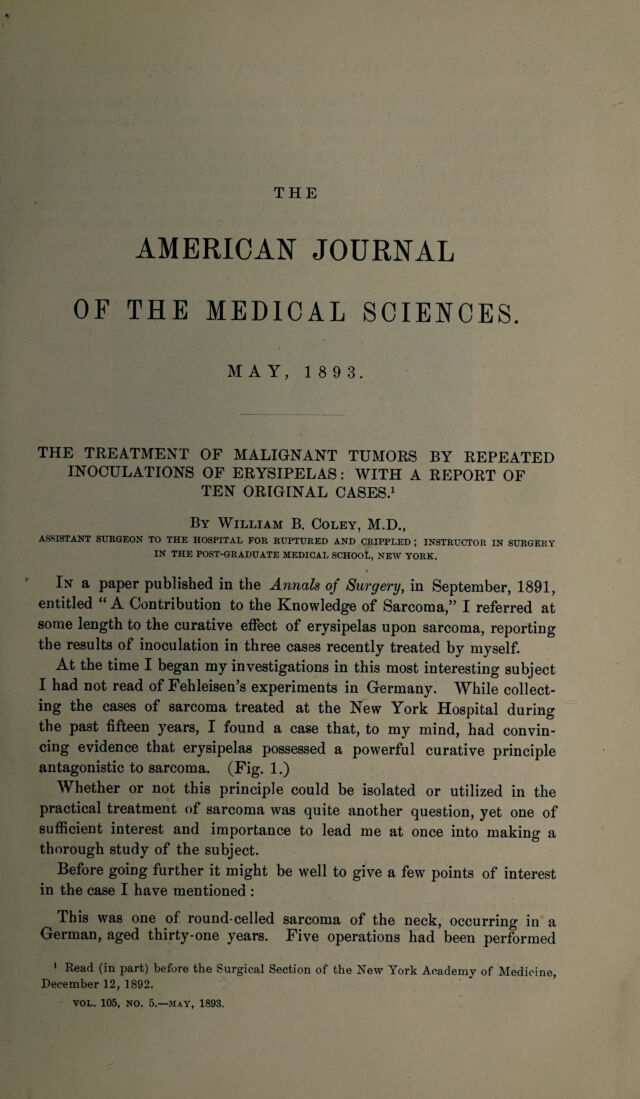 THE
AMERICAN JOURNAL
OF THE MEDICAL SCIENCES.
MAY, 1893.
THE TREATMENT OF MALIGNANT TUMORS BY REPEATED
INOCULATIONS OF ERYSIPELAS: WITH A REPORT OF
TEN ORIGINAL CASES.¹
By William B. Coley, M.D.,
ASSISTANT SURGEON TO THE HOSPITAL FOR RUPTURED AND CRIPPLED; INSTRUCTOR IN SURGERY
IN THE POST-GRADUATE MEDICAL SCHOOL, NEW YORK.
In a paper published in the Annals of Surgery, in September, 1891,
entitled “A Contribution to the Knowledge of Sarcoma,” I referred at
some length to the curative effect of erysipelas upon sarcoma, reporting
the results of inoculation in three cases recently treated by myself.
At the time I began my investigations in this most interesting subject
I had not read of Fehleisen’s experiments in Germany. While collect-
ing the cases of sarcoma treated at the New York Hospital during
the past fifteen years, I found a case that, to my mind, had convin-
cing evidence that erysipelas possessed a powerful curative principle
antagonistic to sarcoma. (Fig. 1.)
Whether or not this principle could be isolated or utilized in the
practical treatment of sarcoma was quite another question, yet one of
sufficient interest and importance to lead me at once into making a
thorough study of the subject.
Before going further it might be well to give a few points of interest
in the case I have mentioned :
This was one of round-celled sarcoma of the neck, occurring in a
German, aged thirty-one years. Five operations had been performed
¹ Read (in part) before the Surgical Section of the New York Academy of Medicine,
December 12, 1892.
VOL. 105, NO. 5.—MAY, 1893.